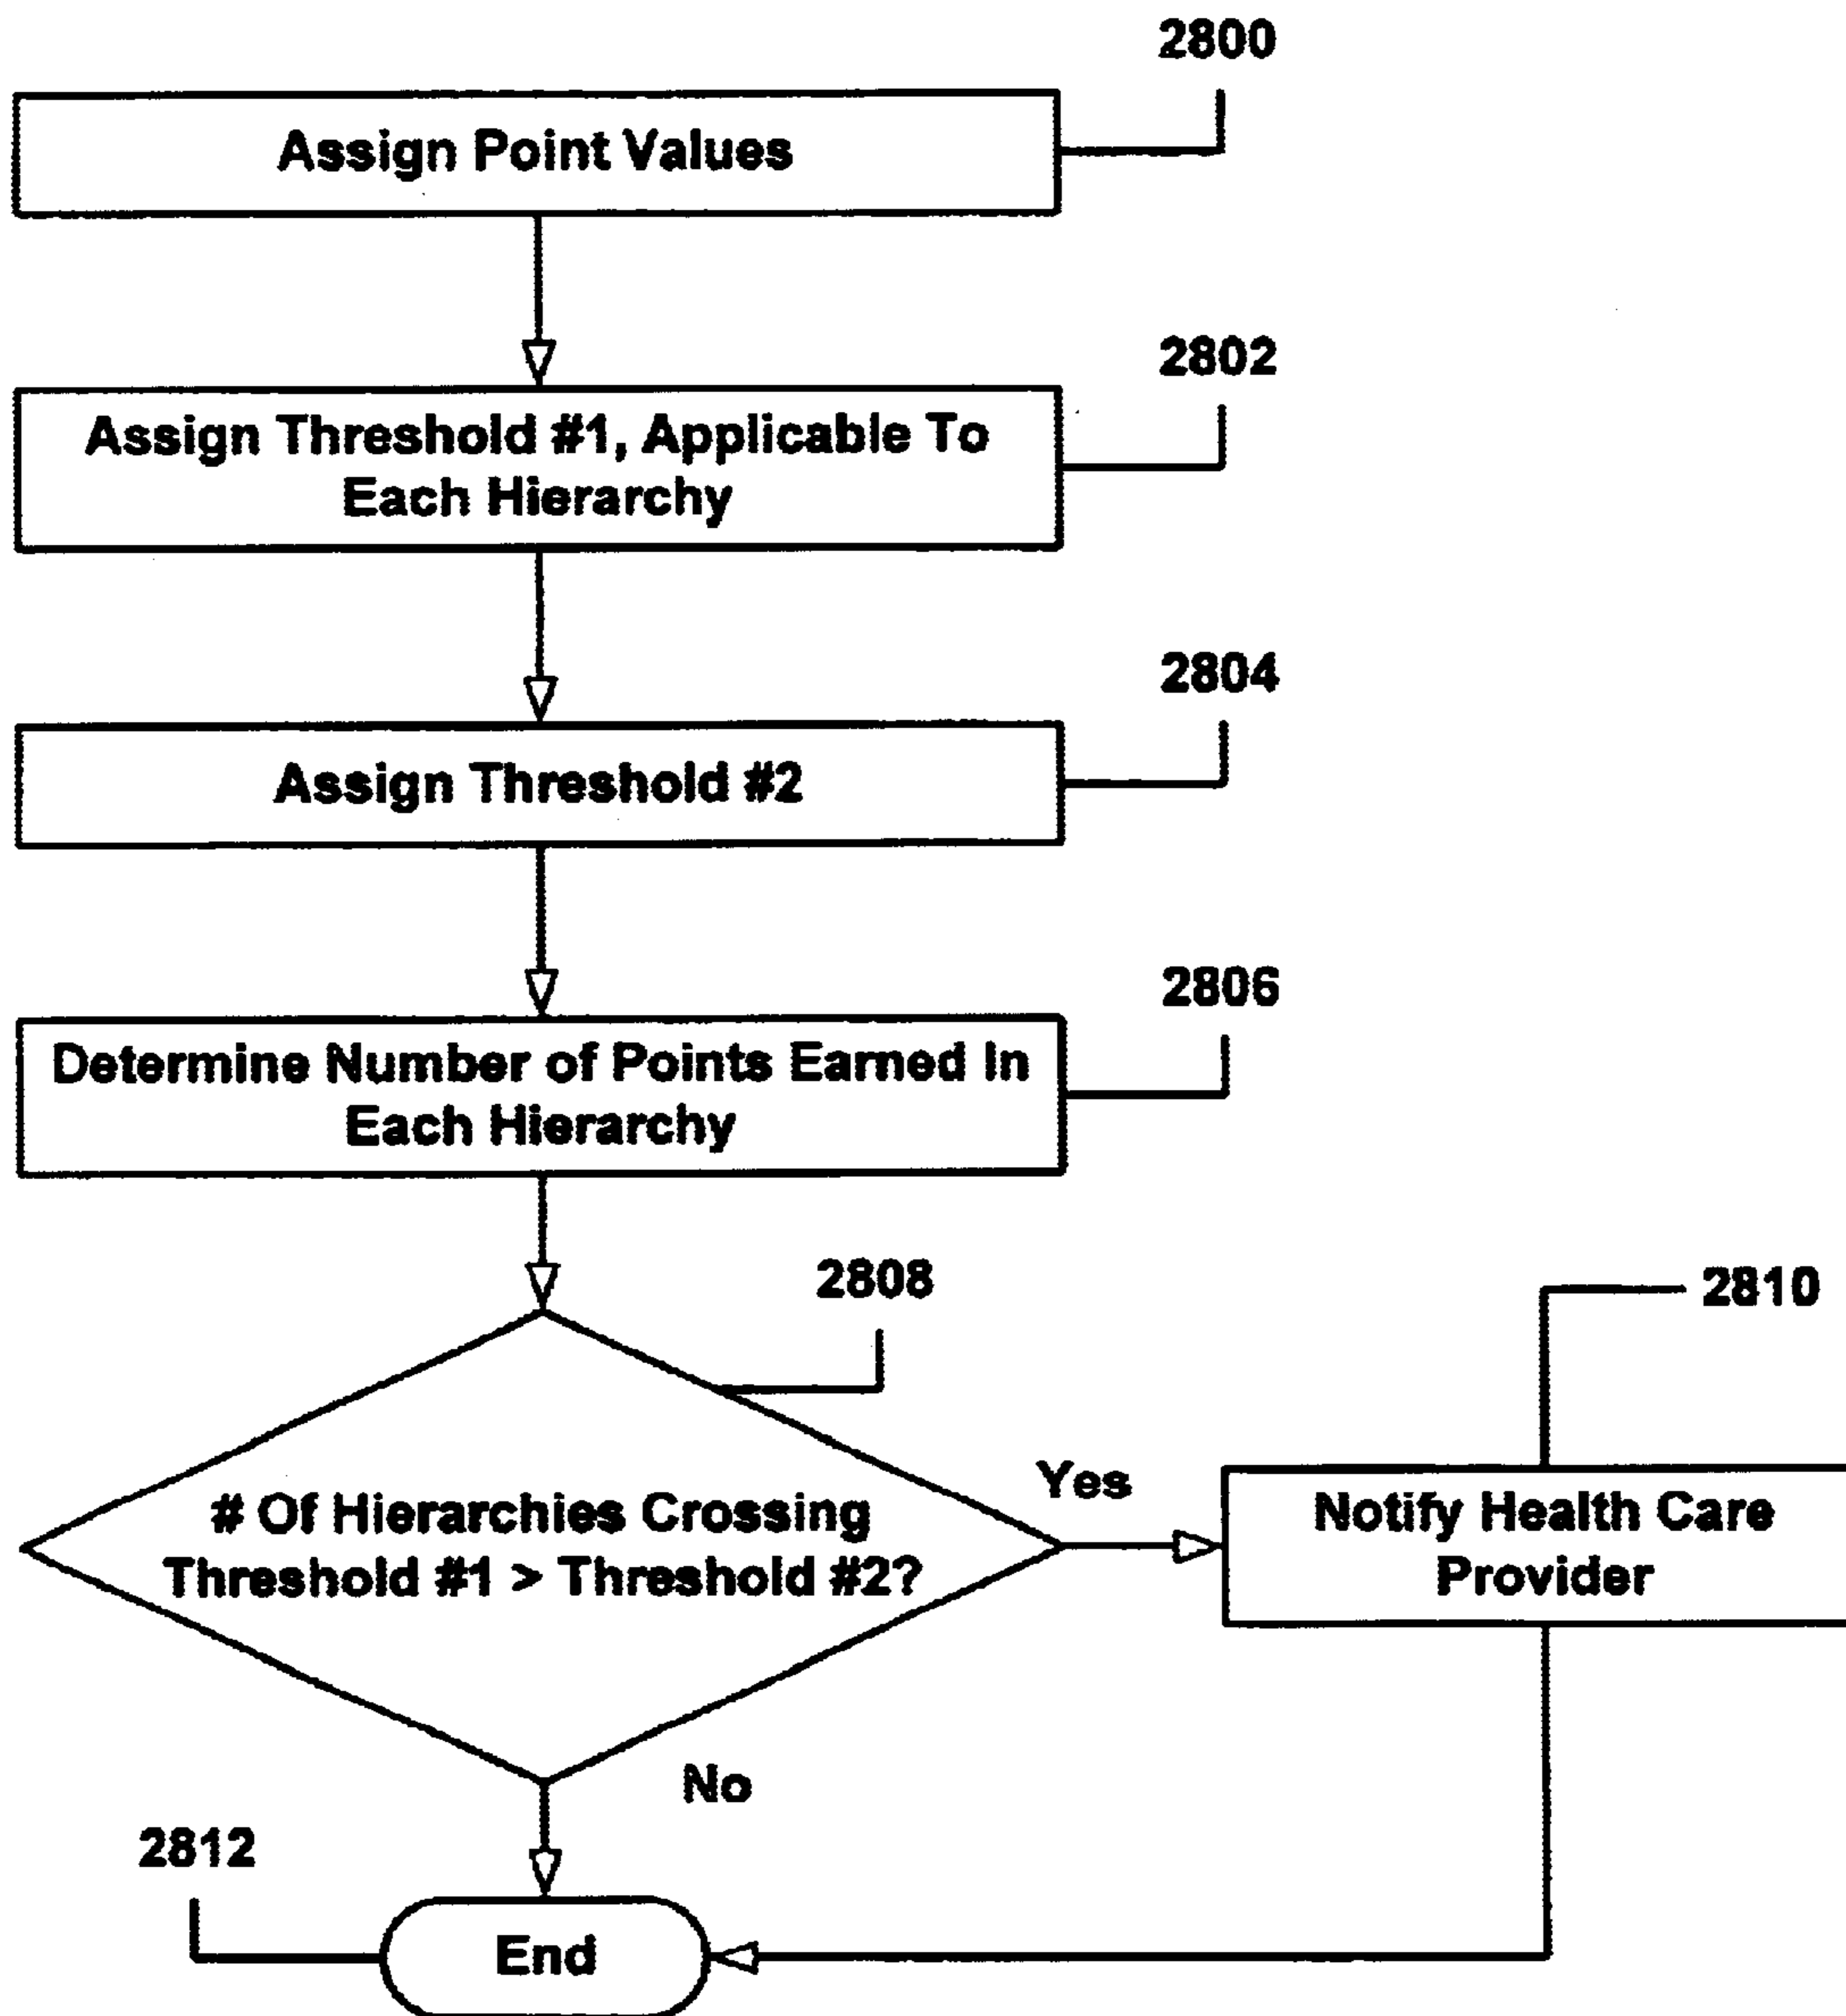 2800
Assign Point Values
2802
Assign Threshold #1, Applicable To
Each Hierarchy
2804
Assign Threshold #2
2806
Determine Number of Points Earned In
Each Hierarchy
2808
2810
# Of Hierarchies Crossing
Threshold #1 > Threshold #2?
Yes
Notify Health Care
Provider
No
2812
End